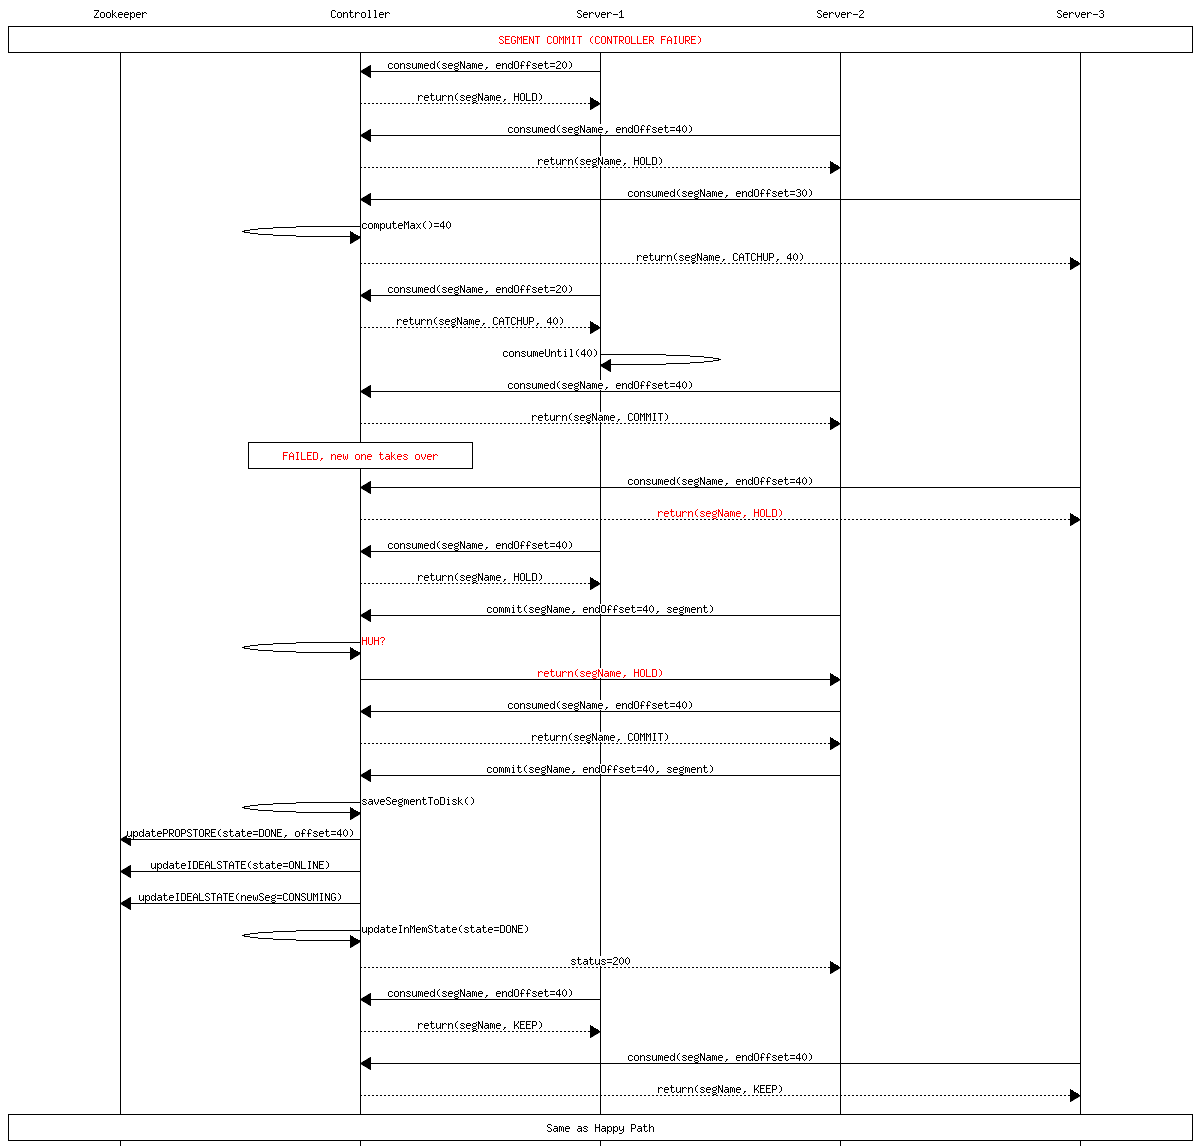 Zookeeper Controller Server-1 Server-2 Server-3
SEGMENT COMMIT (CONTROLLER FAIURE)
consumed(segName, endOffset=20)
return(segName, HOLD)
consumed(segName, endOffset=40)
return(segName, HOLD)
consumed(segName, endOffset=30)
computeMax()=40
return(segName, CATCHUP, 40)
consumed(segName, endOffset=20)
return(segName, CATCHUP, 40)
consumeUntil(40)
consumed(segName, endOffset=40)
return(segName, COMMIT)
FAILED, new one takes over
consumed(segName, endOffset=40)
return(segName, HOLD)
consumed(segName, endOffset=40)
return(segName, HOLD)
commit(segName, endOffset=40, segment)
HUH?
return(segName, HOLD)
consumed(segName, endOffset=40)
return(segName, COMMIT)
commit(segName, endOffset=40, segment)
saveSegmentToDisk()
updatePROPSTORE(state=DONE, offset=40)
updateIDEALSTATE(state=ONLINE)
updateIDEALSTATE(newSeg=CONSUMING)
updateInMemState(state=DONE)
status=200
consumed(segName, endOffset=40)
return(segName, KEEP)
consumed(segName, endOffset=40)
return(segName, KEEP)
Same as Happy Path